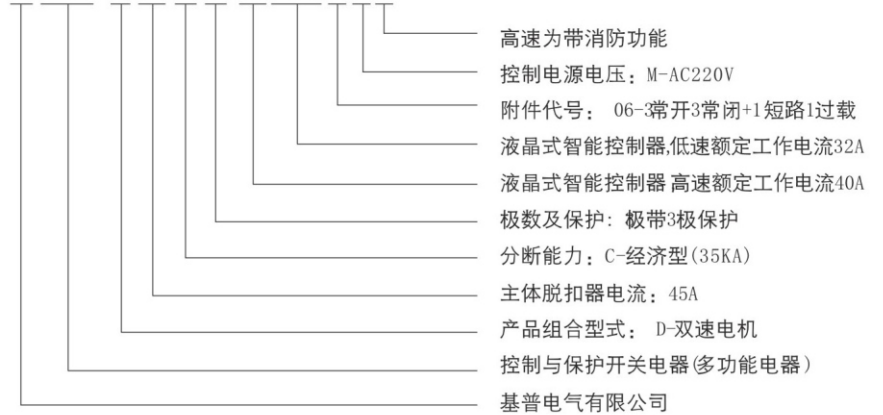 高速为带消防功能
控制电源电压：M-AC220V
附件代号： 06-3常开3常闭+1短路1过载
液晶式智能控制器,低速额定工作电流32A
液晶式智能控制器 高速额定工作电流40A
极数及保护：极带3极保护
分断能力：C-经济型(35KA)
主体脱扣器电流：45A
产品组合型式： D-双速电机
控制与保护开关电器(多功能电器)
基普电气有限公司